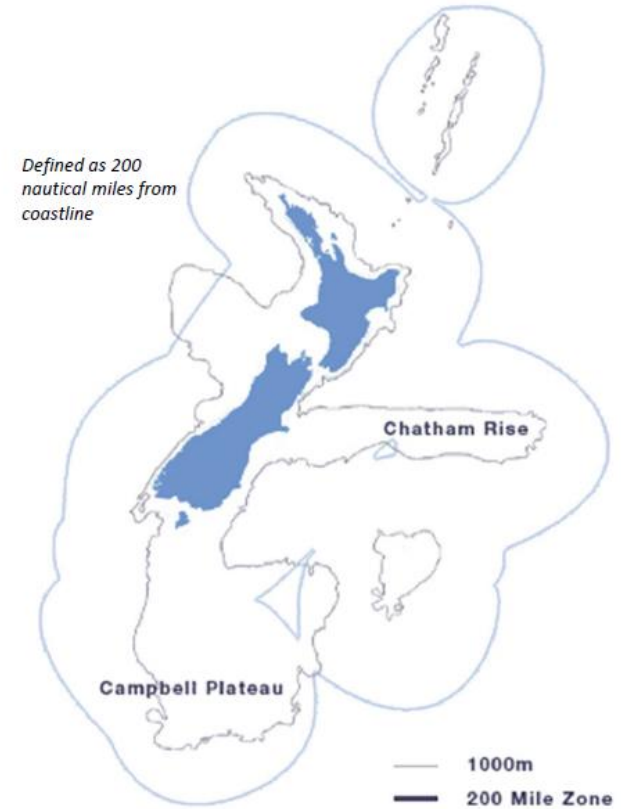 Defined as 200
nautical miles from
coastline
Chatham Rise
Campbell Plateau
1000m
200 Mile Zone